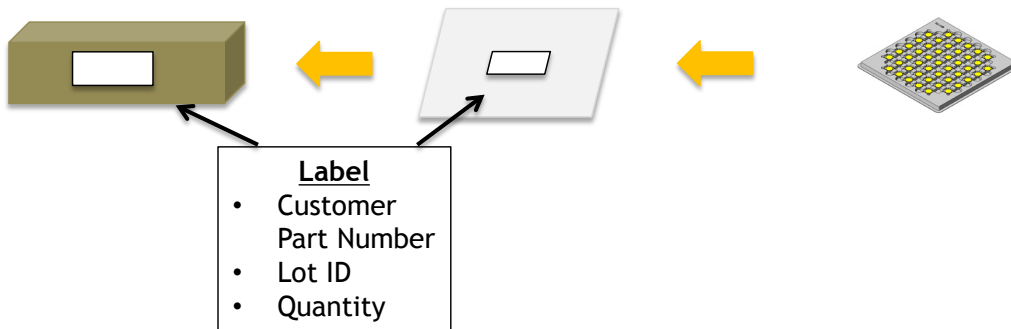 Label
• Customer
Part Number
• Lot ID
• Quantity